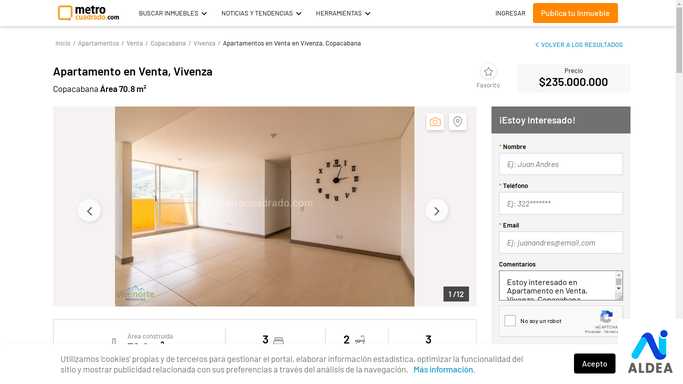 metro
cuadrado.com
BUSCAR INMUEBLES
NOTICIAS Y TENDENCIAS
HERRAMIENTAS
INGRESAR
Publica tu Inmueble
Inicio / Apartamentos / Venta / Copacabana / Vivenza / Apartamentos en Venta en Vivenza, Copacabana
VOLVER A LOS RESULTADOS
Apartamento en Venta, Vivenza
Copacabana Área 70.8 m²
Favorito
Precio
$235.000.000
cuadrado.com
norte
1 /12
¡Estoy Interesado!
* Nombre
Ej: Juan Andres
* Teléfono
Ej: 322*******
* Email
Ej: juanandres@email.com
Comentarios
Estoy interesado en
Apartamento en Venta,
Vivenza, Copacabana
No soy un robot
reCAPTCHA
Privacidad - Términos
Área construida
3
2
3
Utilizamos 'cookies' propias y de terceros para gestionar el portal, elaborar información estadística, optimizar la funcionalidad del
sitio y mostrar publicidad relacionada con sus preferencias a través del análisis de la navegación. Más información.
Acepto
ALDEA